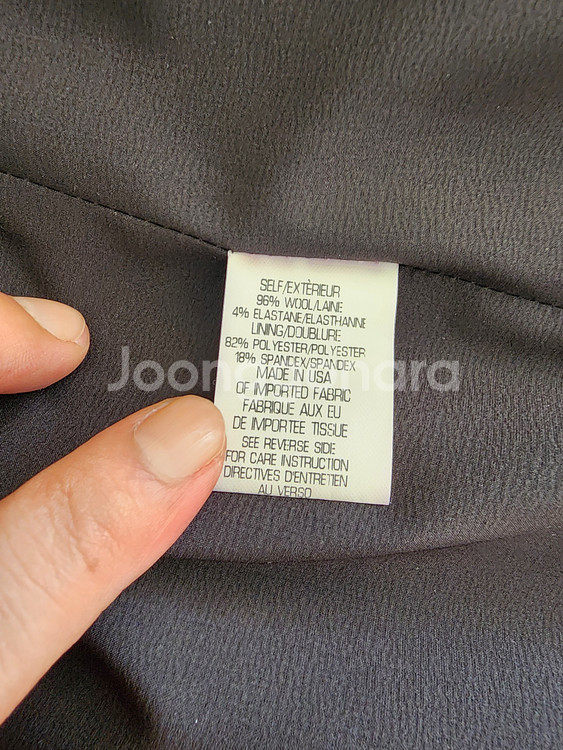 SELF/EXTÈRIEUR
96% WOOL/LAINE
4% ELASTANE/ELASTHANNE
LINING/DOUBLURE
82% POLYESTER/POLYESTER
18% SPANDEX/SPANDEX
MADE IN USA
OF IMPORTED FABRIC
FABRIQUE AUX EU
DE IMPORTEE TISSUE
SEE REVERSE SIDE
FOR CARE INSTRUCTION
DIRECTIVES D'ENTRETIEN
AU VERSO